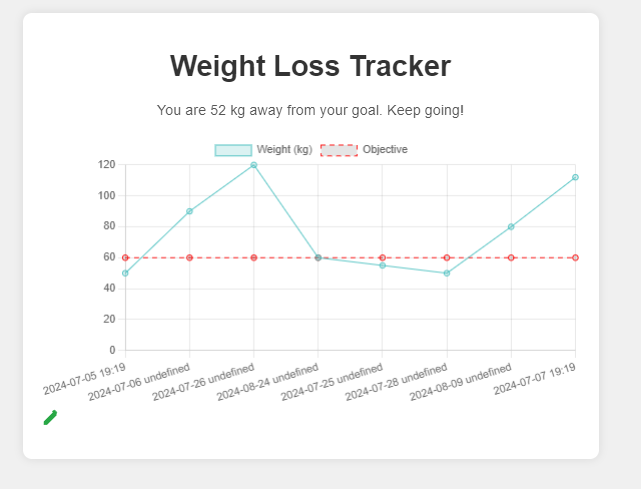 Weight Loss Tracker
You are 52 kg away from your goal. Keep going!
Weight (kg) Objective
120
100
80
60
40
20
0
2024-07-05 19:19
2024-07-06 undefined
2024-07-26 undefined
2024-08-24 undefined
2024-07-25 undefined
2024-07-28 undefined
2024-08-09 undefined
2024-07-07 19:19